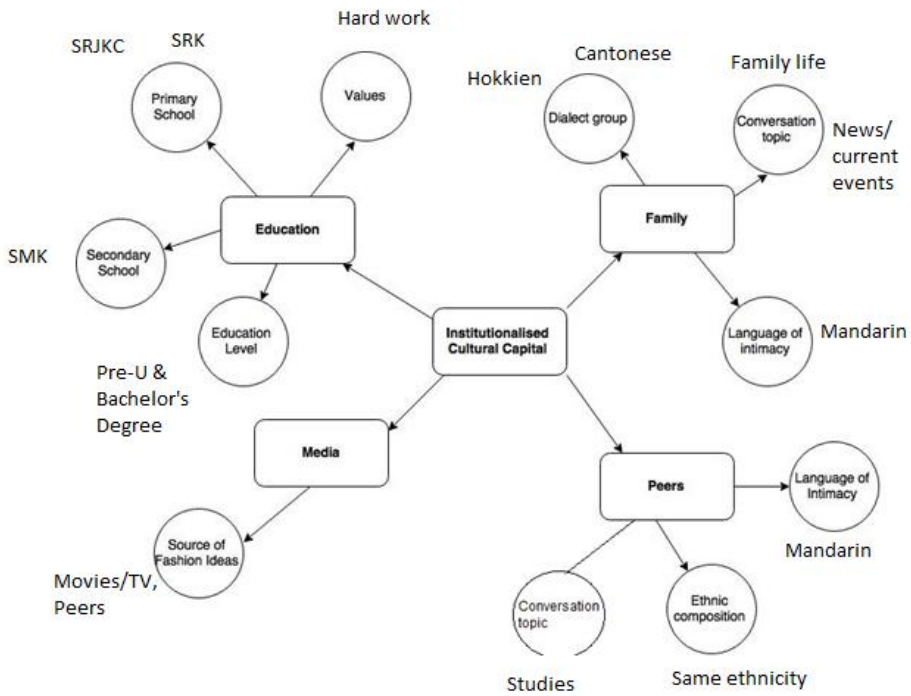 Hard work
SRJKC
SRK
Primary
School
Values
Education
SMK
Secondary
School
Education
Level
Pre-U &
Bachelor's
Degree
Cantonese
Hokkien
Family life
Dialect group
Conversation
topic
News/
current
events
Family
Language of
intimacy
Mandarin
Institutionalised
Cultural Capital
Media
Source of
Fashion Ideas
Movies/TV,
Peers
Peers
Language of
Intimacy
Mandarin
Conversation
topic
Studies
Ethnic
composition
Same ethnicity